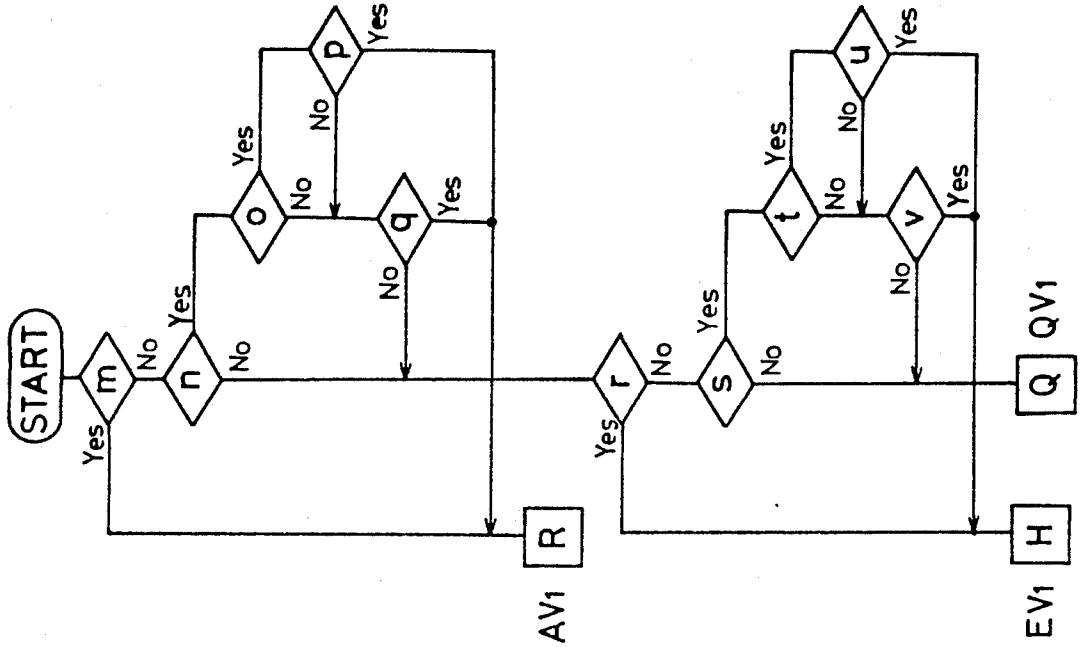 START
m
Yes
No
n
Yes
No
o
Yes
No
p
No
Yes
q
No
Yes
AV1 R
r
Yes
No
s
Yes
No
t
Yes
No
u
No
Yes
v
No
Yes
EV1 H Q QV1